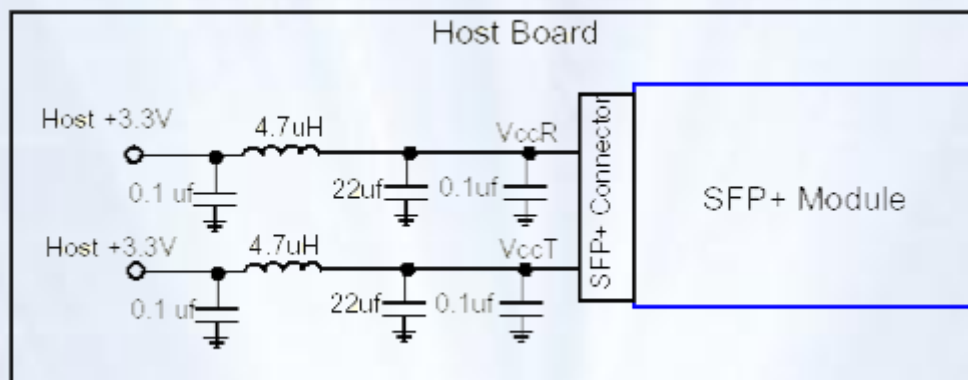 Host Board
Host +3.3V
4.7uH
VccR
0.1 uf
22uf
0.1uf
SFP+ Connector
SFP+ Module
Host +3.3V
4.7uH
VccT
0.1 uf
22uf
0.1uf